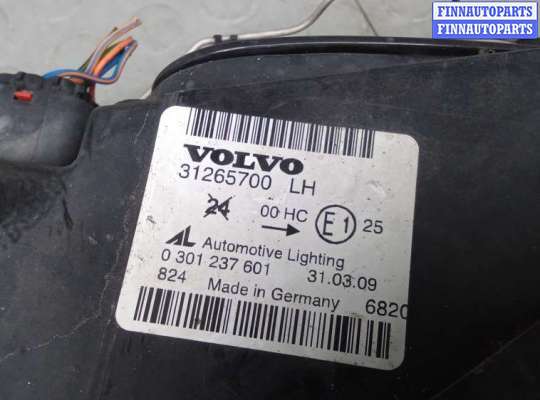 FINNAUTOPARTS
FINNAUTOPARTS
VOLVO
31265700 LH
24 00 HC → E1 25
AL Automotive Lighting
0 301 237 601 31.03.09
824 Made in Germany 6820